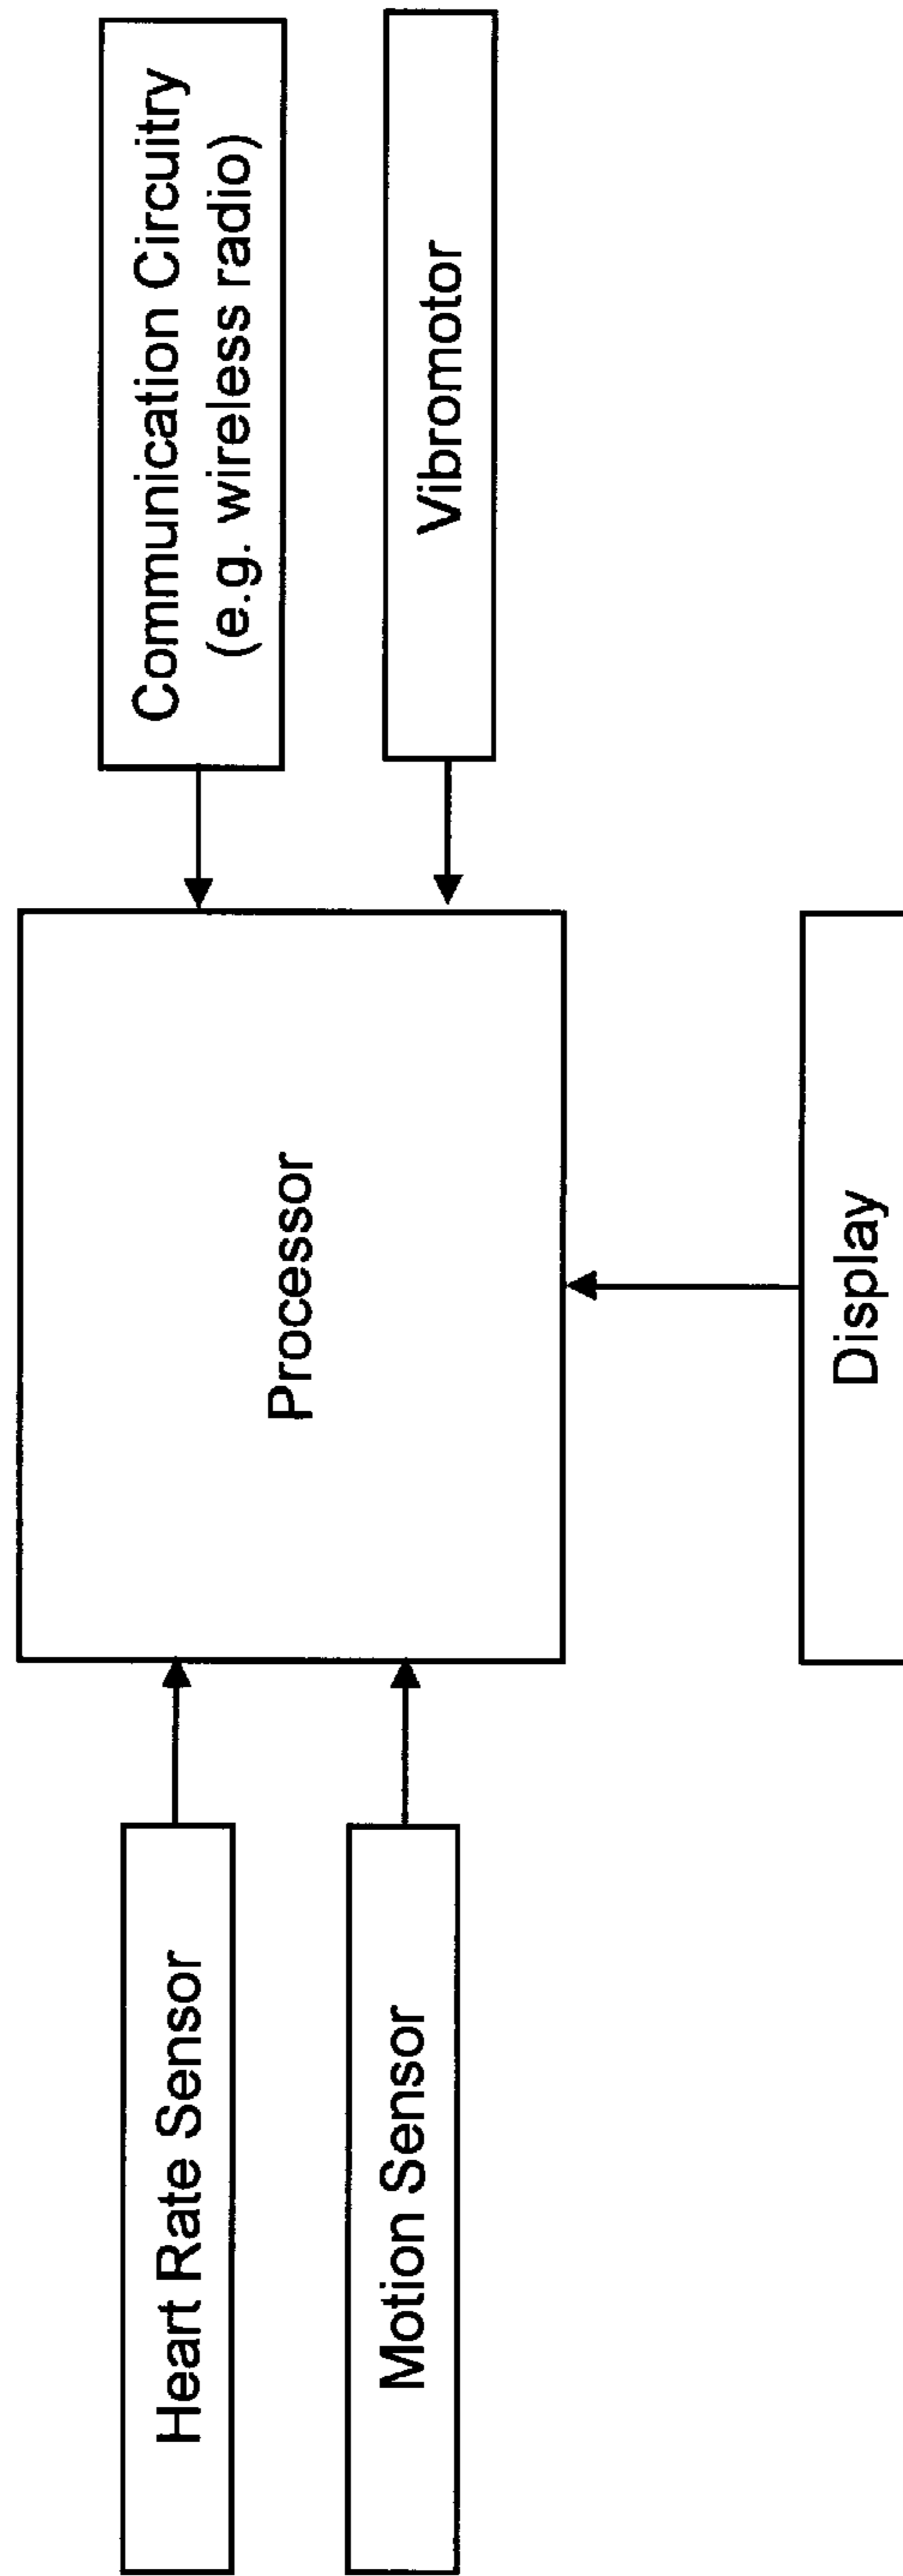 Heart Rate Sensor
Motion Sensor
Processor
Communication Circuitry
(e.g. wireless radio)
Vibromotor
Display